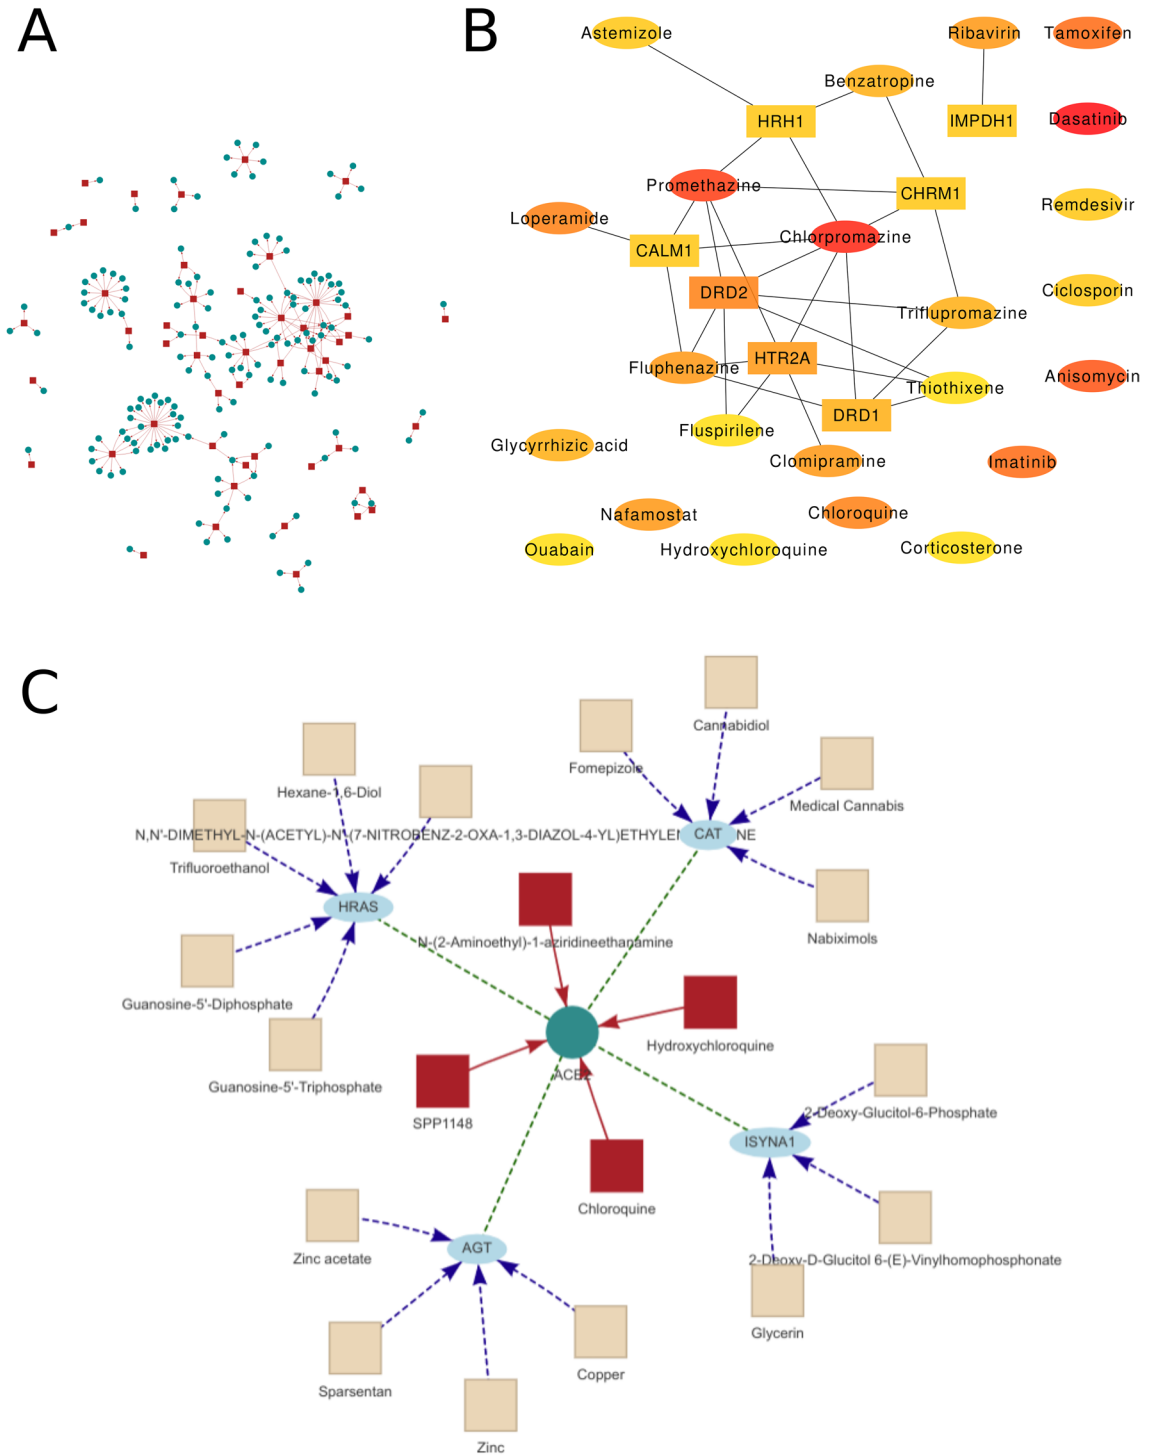 A
B
Astemizole
Ribavirin
Tamoxifen
Benzatropine
HRH1
IMPDH1
Dasatinib
Promethazine
CHRM1
Remdesivir
Loperamide
Chlorpromazine
CALM1
DRD2
Ciclosporin
Triflupromazine
HTR2A
Fluphenazine
Anisomycin
Thiothixene
DRD1
Fluspirilene
Glycyrrhizic acid
Clomipramine
Imatinib
Nafamostat
Chloroquine
Ouabain
Hydroxychloroquine
Corticosterone
C
Cannabidiol
Fomepizole
Hexane-1,6-Diol
Medical Cannabis
N,N'-DIMETHYL-N-(ACETYL)-N'-(7-NITROBENZ-2-OXA-1,3-DIAZOL-4-YL)ETHYLE NE
CAT
Trifluoroethanol
HRAS
Nabiximols
N-(2-Aminoethyl)-1-aziridineethanamine
Guanosine-5'-Diphosphate
Hydroxychloroquine
ACE2
Guanosine-5'-Triphosphate
SPP1148
2-Deoxy-Glucitol-6-Phosphate
ISYNA1
Chloroquine
Zinc acetate
AGT
2-Deoxy-D-Glucitol 6-(E)-Vinylhomophosphonate
Glycerin
Copper
Sparsentan
Zinc